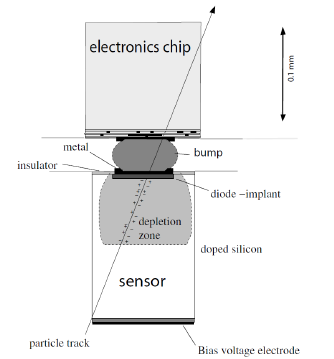 electronics chip
0.1 mm
metal
bump
insulator
diode –implant
depletion
zone
doped silicon
sensor
particle track
Bias voltage electrode